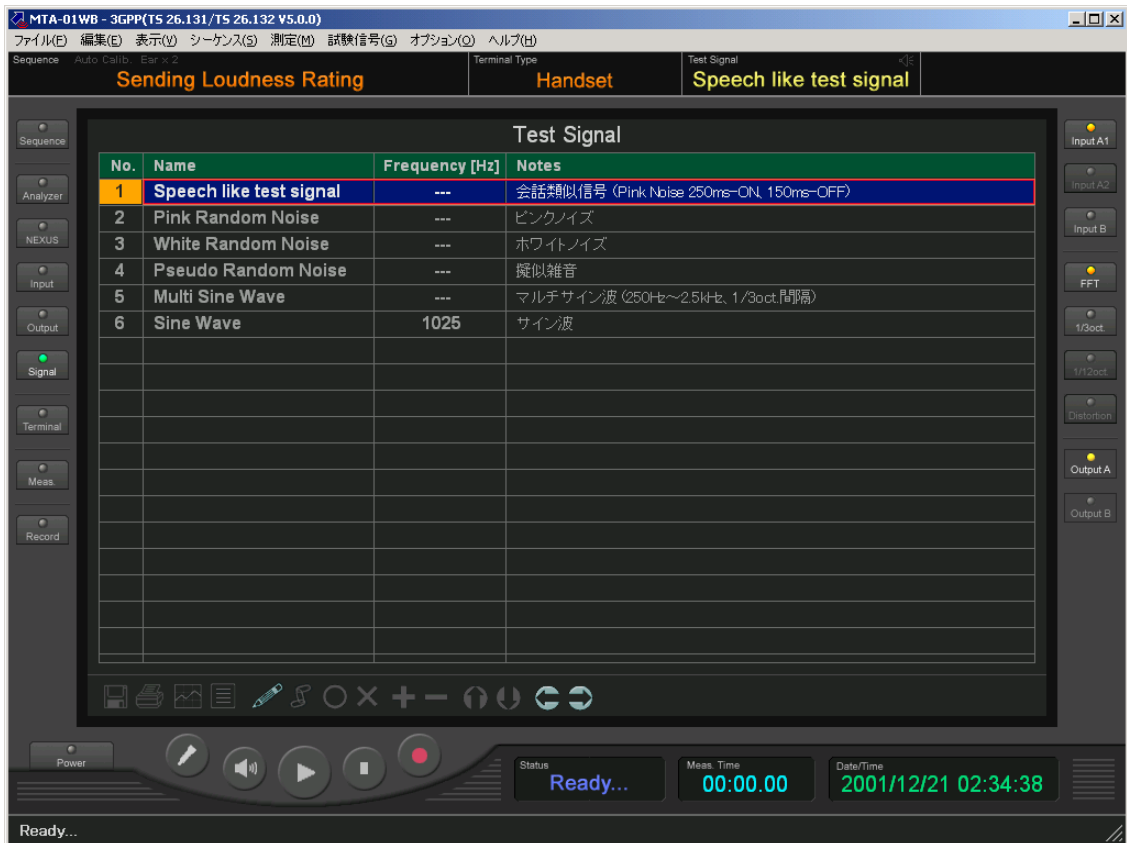 MTA-01WB - 3GPP(TS 26.131/TS 26.132 V5.0.0)
ファイル(F) 編集(E) 表示(V) シーケンス(S) 測定(M) 試験信号(G) オプション(O) ヘルプ(H)
Sequence Auto Calib. Ear x 2 Terminal Type Test Signal
Sending Loudness Rating Handset Speech like test signal
Test Signal
No. Name Frequency [Hz] Notes
1 Speech like test signal --- 会話類似信号 (Pink Noise 250ms-ON, 150ms-OFF)
2 Pink Random Noise --- ピンクノイズ
3 White Random Noise --- ホワイトノイズ
4 Pseudo Random Noise --- 擬似雑音
5 Multi Sine Wave --- マルチサイン波 (250Hz～2.5kHz、1/3oct.間隔)
6 Sine Wave 1025 サイン波
Sequence
Analyzer
NEXUS
Input
Output
Signal
Terminal
Meas.
Record
Input A1
Input A2
Input B
FFT
1/3oct.
1/12oct.
Distortion
Output A
Output B
Power
Status Meas. Time Date/Time
Ready... 00:00.00 2001/12/21 02:34:38
Ready...